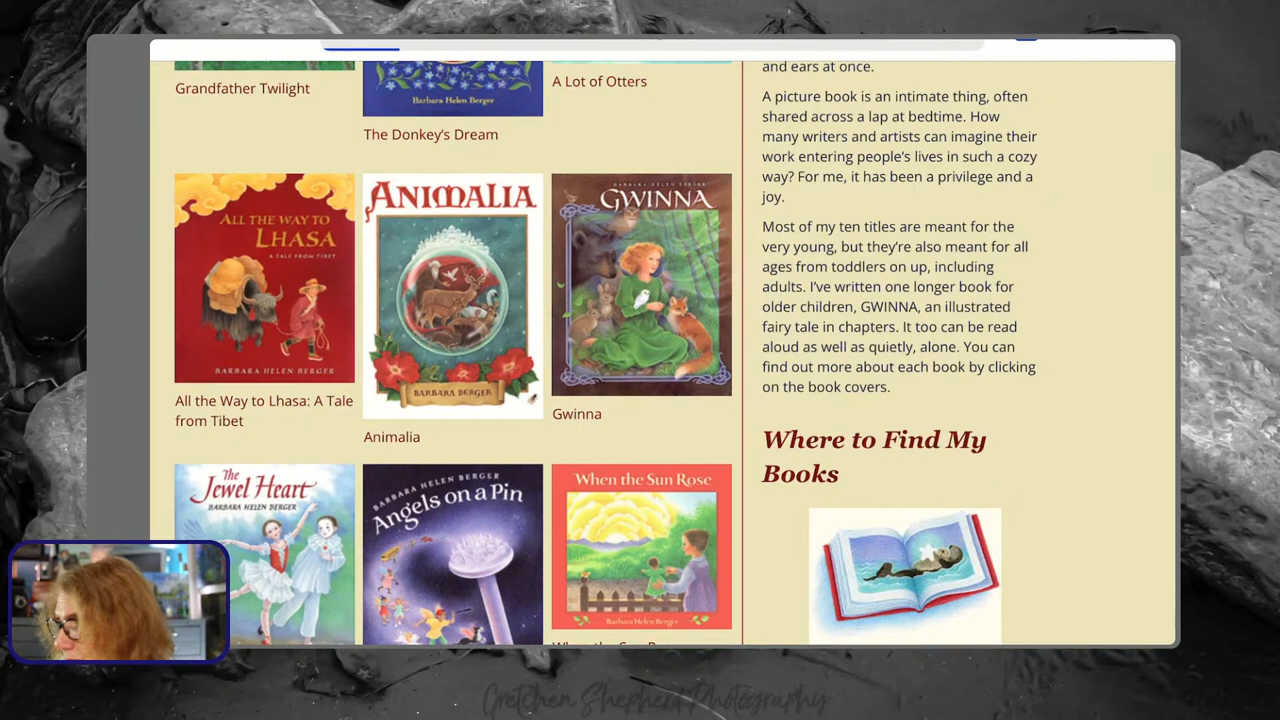 Grandfather Twilight
Barbara Helen Berger
The Donkey's Dream
A Lot of Otters
ALL THE WAY TO
LHASA
A TALE FROM TIBET
BARBARA HELEN BERGER
All the Way to Lhasa: A Tale
from Tibet
ANIMALIA
BARBARA BERGER
Animalia
BARBARA HELEN BERGER
GWINNA
Gwinna
The
Jewel Heart
BARBARA HELEN BERGER
BARBARA HELEN BERGER
Angels on a Pin
When the Sun Rose
Barbara Helen Berger
and ears at once.
A picture book is an intimate thing, often
shared across a lap at bedtime. How
many writers and artists can imagine their
work entering people's lives in such a cozy
way? For me, it has been a privilege and a
joy.
Most of my ten titles are meant for the
very young, but they're also meant for all
ages from toddlers on up, including
adults. I've written one longer book for
older children, GWINNA, an illustrated
fairy tale in chapters. It too can be read
aloud as well as quietly, alone. You can
find out more about each book by clicking
on the book covers.
Where to Find My
Books
Gretchen Shepherd Photography